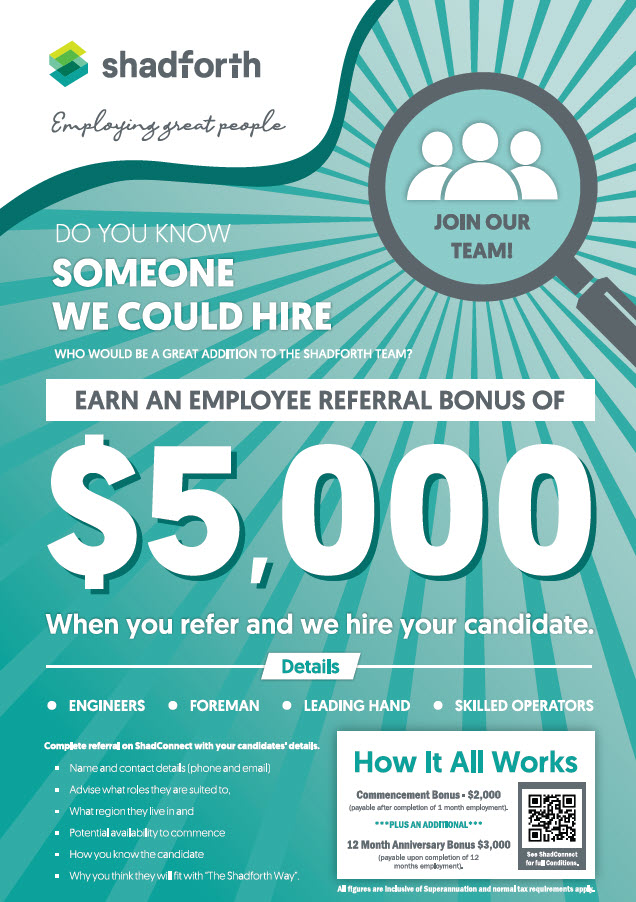 shadforth
Employing great people
JOIN OUR
TEAM!
DO YOU KNOW
SOMEONE
WE COULD HIRE
WHO WOULD BE A GREAT ADDITION TO THE SHADFORTH TEAM?
EARN AN EMPLOYEE REFERRAL BONUS OF
$5,000
When you refer and we hire your candidate.
Details
• ENGINEERS • FOREMAN • LEADING HAND • SKILLED OPERATORS
Complete referral on ShadConnect with your candidates' details.
▪ Name and contact details (phone and email)
▪ Advise what roles they are suited to,
▪ What region they live in and
▪ Potential availability to commence
▪ How you know the candidate
▪ Why you think they will fit with "The Shadforth Way".
How It All Works
Commencement Bonus - $2,000
(payable after completion of 1 month employment).
***PLUS AN ADDITIONAL***
12 Month Anniversary Bonus $3,000
(payable upon completion of 12
months employment).
See ShadConnect
for full Conditions.
All figures are inclusive of Superannuation and normal tax requirements apply.